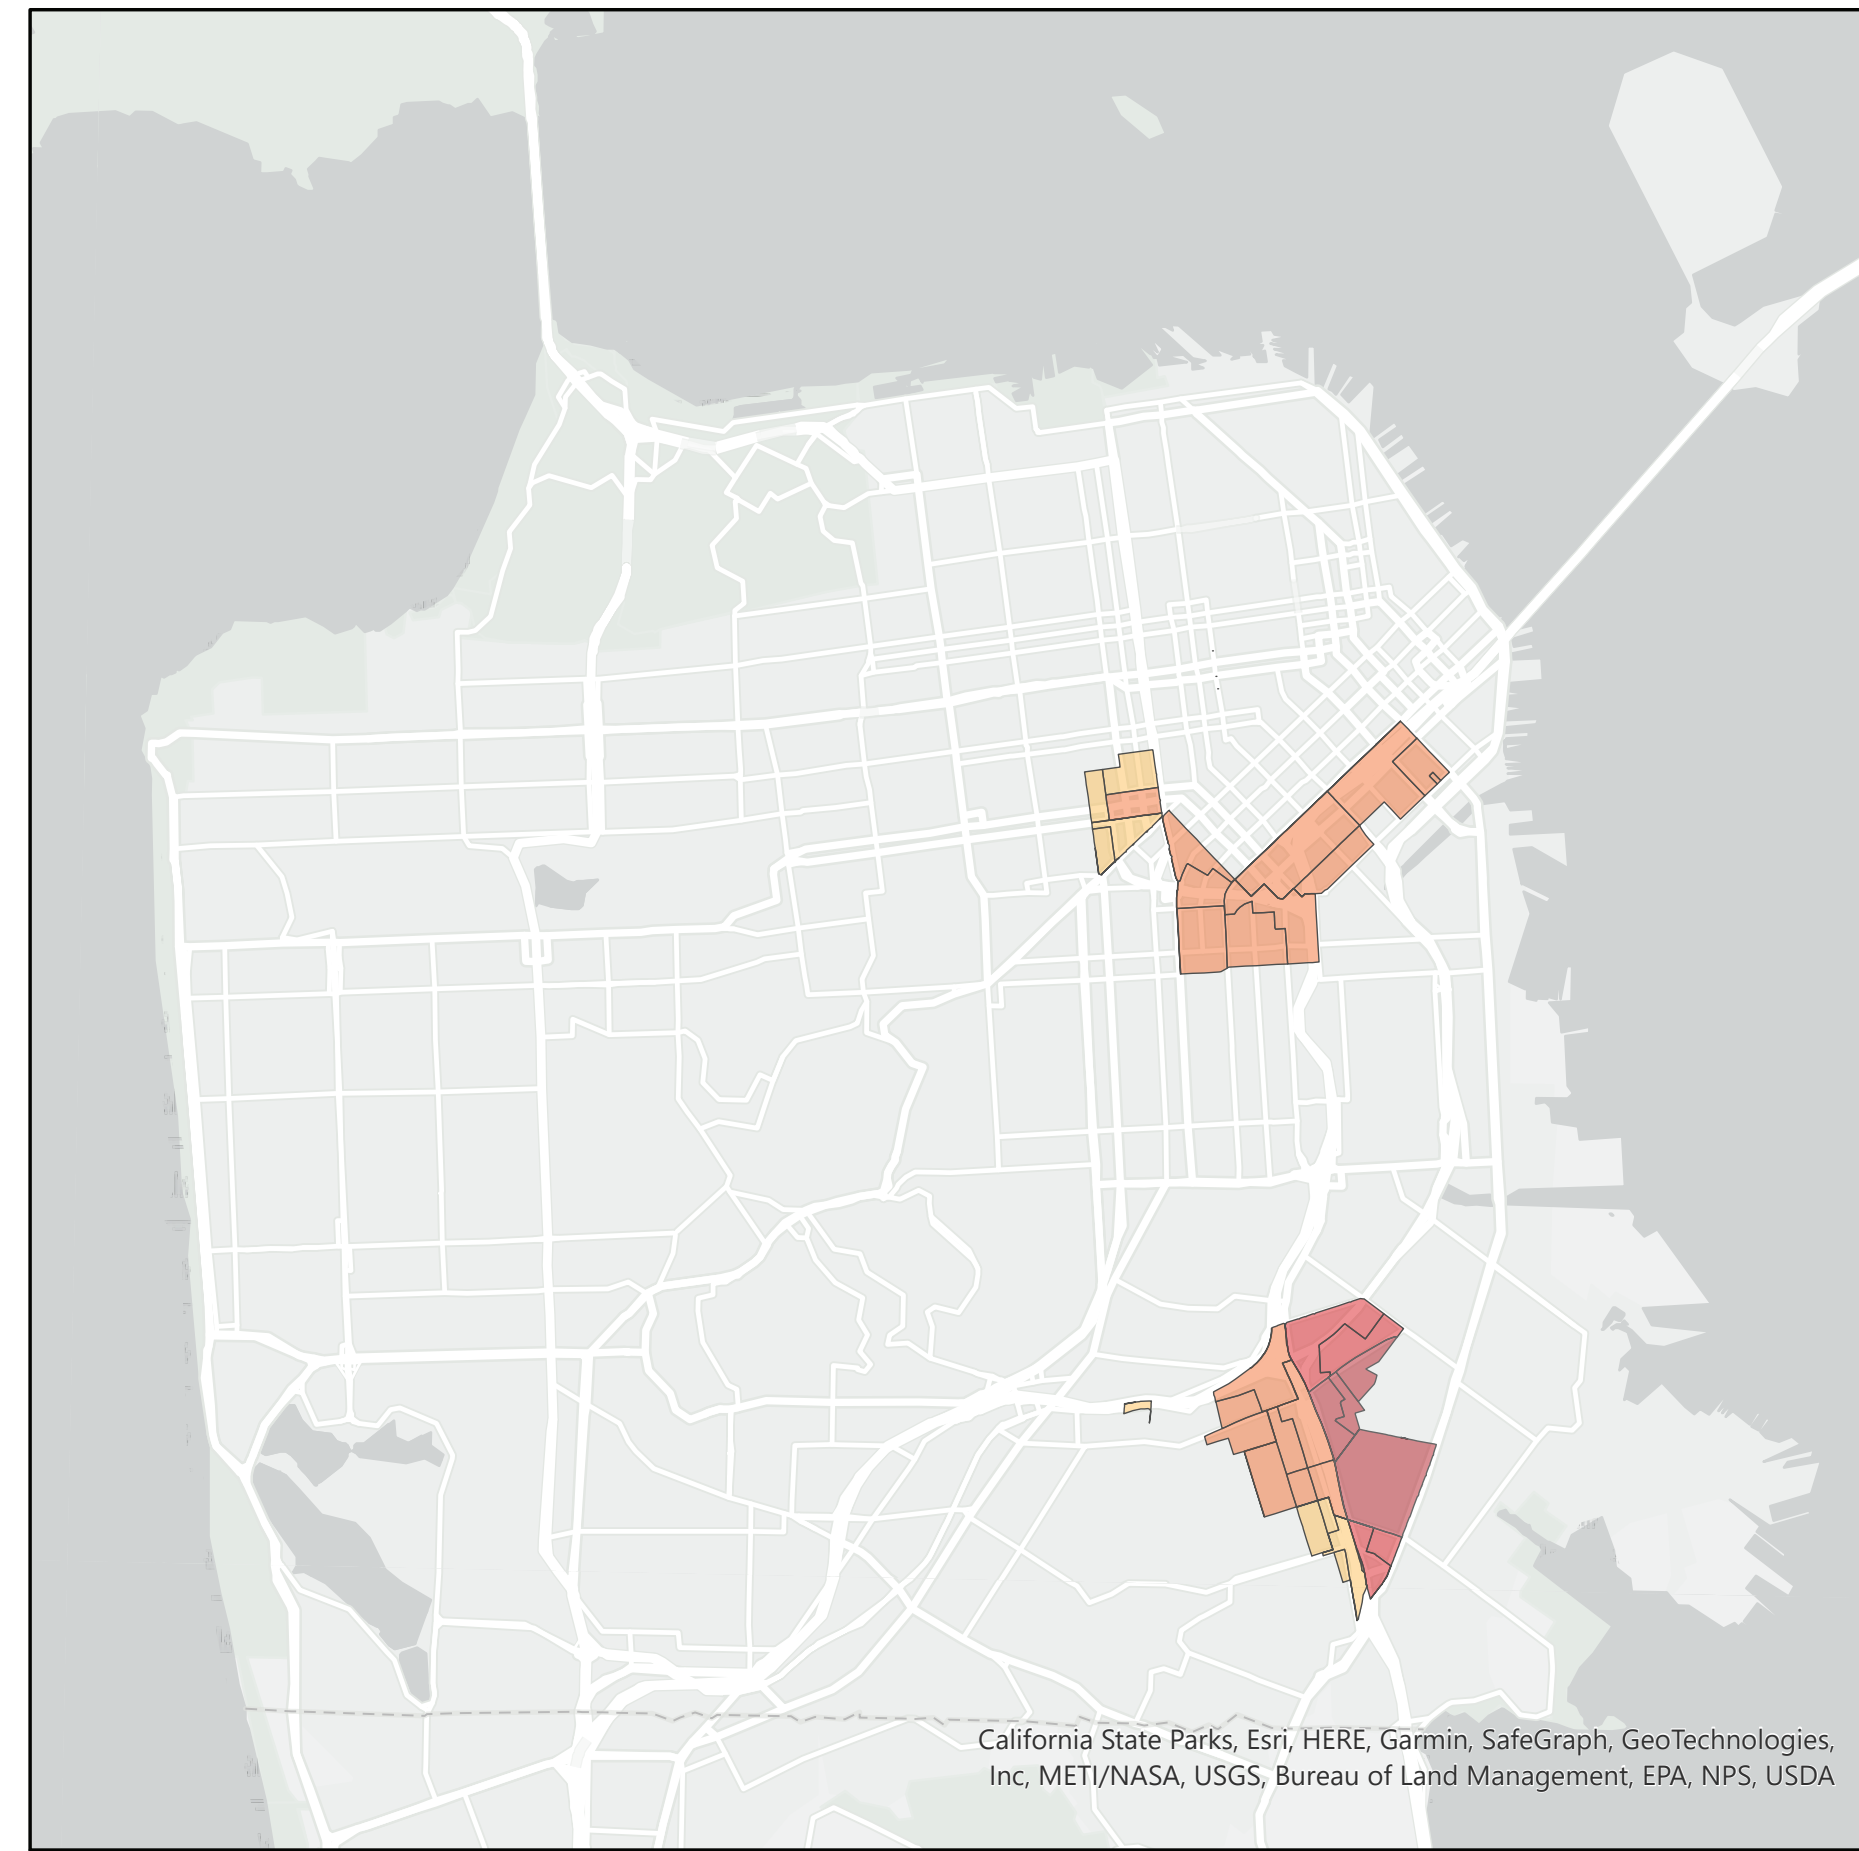 California State Parks, Esri, HERE, Garmin, SafeGraph, GeoTechnologies,
Inc, METI/NASA, USGS, Bureau of Land Management, EPA, NPS, USDA